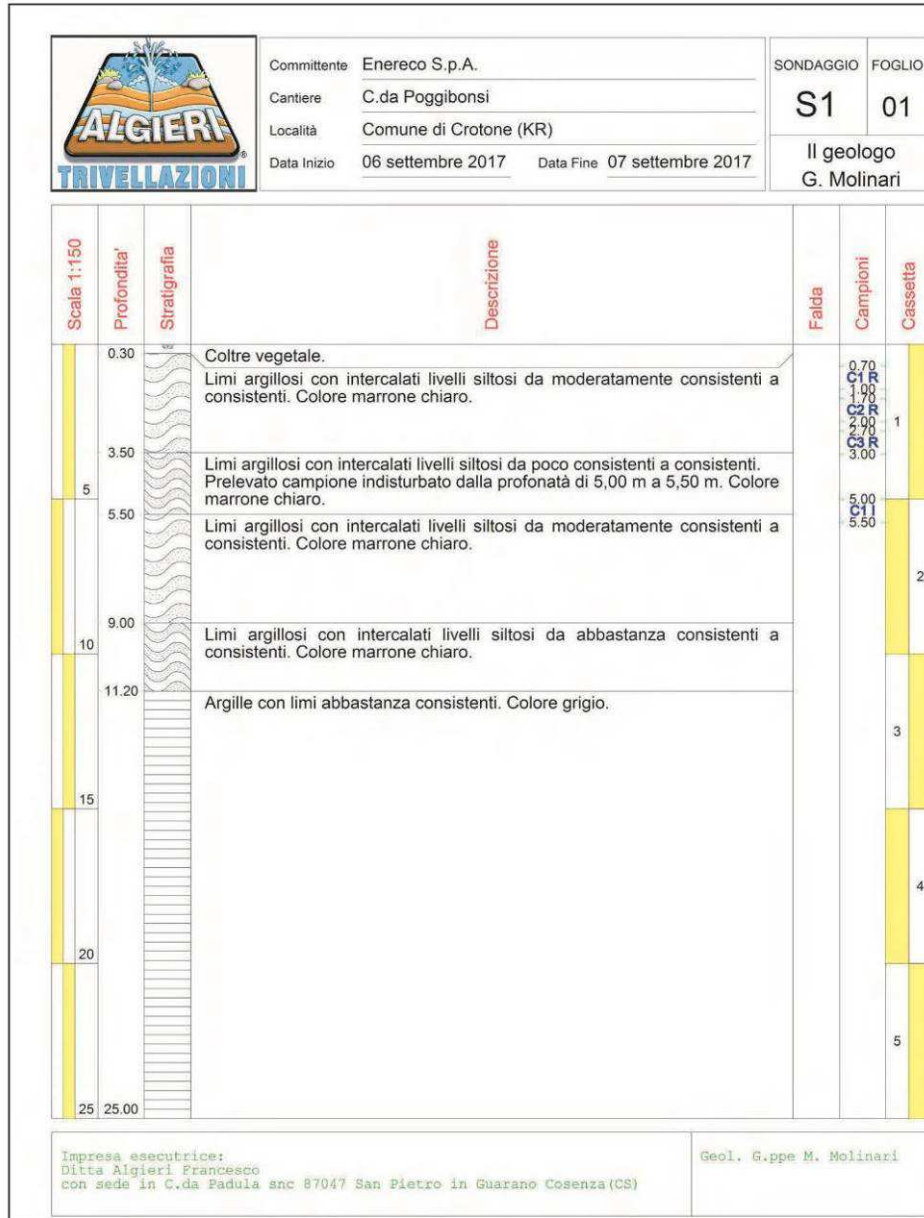 ALGIERI
®
TRIVELLAZIONI
Committente Enereco S.p.A.
Cantiere C.da Poggibonsi
Località Comune di Crotone (KR)
Data Inizio 06 settembre 2017 Data Fine 07 settembre 2017
SONDAGGIO FOGLIO
S1 01
Il geologo
G. Molinari
Scala 1:150 Profondita' Stratigrafia Descrizione Falda Campioni Cassetta
0.30 Coltre vegetale.
Limi argillosi con intercalati livelli siltosi da moderatamente consistenti a
consistenti. Colore marrone chiaro.
0.70
C1 R
1.00
1.70
C2 R
2.00
2.70
C3 R
3.00
1
3.50
Limi argillosi con intercalati livelli siltosi da poco consistenti a consistenti.
Prelevato campione indisturbato dalla profonatà di 5,00 m a 5,50 m. Colore
marrone chiaro.
5
5.00
C1 I
5.50
5.50
Limi argillosi con intercalati livelli siltosi da moderatamente consistenti a
consistenti. Colore marrone chiaro.
2
9.00
Limi argillosi con intercalati livelli siltosi da abbastanza consistenti a
consistenti. Colore marrone chiaro.
10
11.20
Argille con limi abbastanza consistenti. Colore grigio.
3
15
4
20
5
25 25.00
Impresa esecutrice:
Ditta Algieri Francesco
con sede in C.da Padula snc 87047 San Pietro in Guarano Cosenza(CS)
Geol. G.ppe M. Molinari